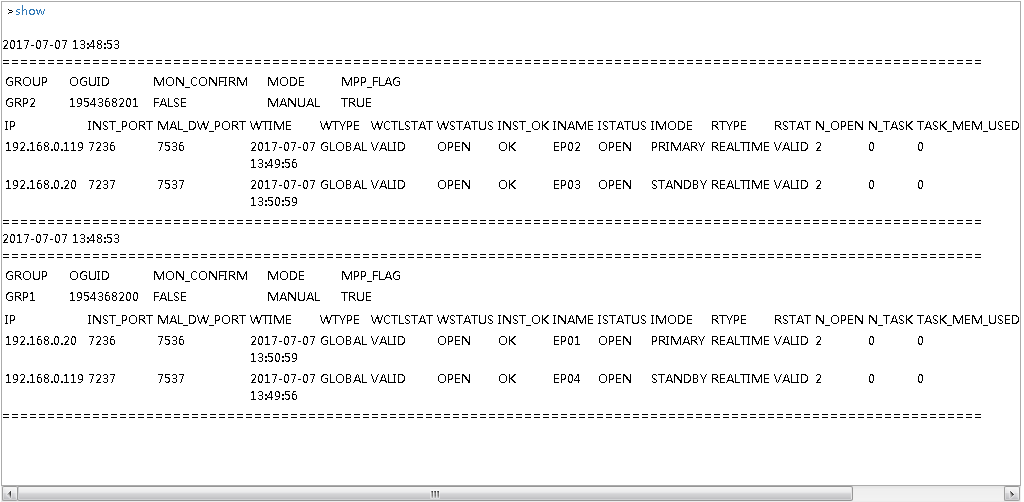 >show
2017-07-07 13:48:53
==================================================================================================================
GROUP OGUID MON_CONFIRM MODE MPP_FLAG
GRP2 1954368201 FALSE MANUAL TRUE
IP INST_PORT MAL_DW_PORT WTIME WTYPE WCTLSTAT WSTATUS INST_OK INAME ISTATUS IMODE RTYPE RSTAT N_OPEN N_TASK TASK_MEM_USED
192.168.0.119 7236 7536 2017-07-07 GLOBAL VALID OPEN OK EP02 OPEN PRIMARY REALTIME VALID 2 0 0
13:49:56
192.168.0.20 7237 7537 2017-07-07 GLOBAL VALID OPEN OK EP03 OPEN STANDBY REALTIME VALID 2 0 0
13:50:59
==================================================================================================================
2017-07-07 13:48:53
==================================================================================================================
GROUP OGUID MON_CONFIRM MODE MPP_FLAG
GRP1 1954368200 FALSE MANUAL TRUE
IP INST_PORT MAL_DW_PORT WTIME WTYPE WCTLSTAT WSTATUS INST_OK INAME ISTATUS IMODE RTYPE RSTAT N_OPEN N_TASK TASK_MEM_USED
192.168.0.20 7236 7536 2017-07-07 GLOBAL VALID OPEN OK EP01 OPEN PRIMARY REALTIME VALID 2 0 0
13:50:59
192.168.0.119 7237 7537 2017-07-07 GLOBAL VALID OPEN OK EP04 OPEN STANDBY REALTIME VALID 2 0 0
13:49:56
==================================================================================================================